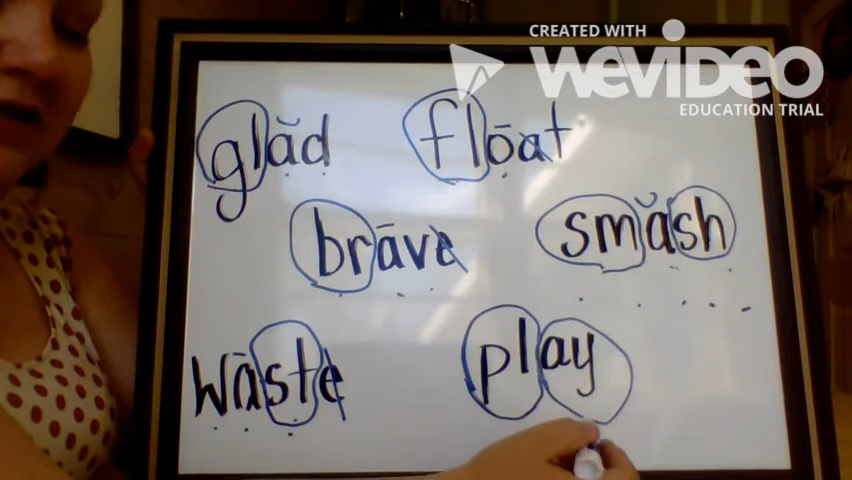 CREATED WITH
WEVIDEO
EDUCATION TRIAL
glăd flōat
brāve smăsh
wāste play